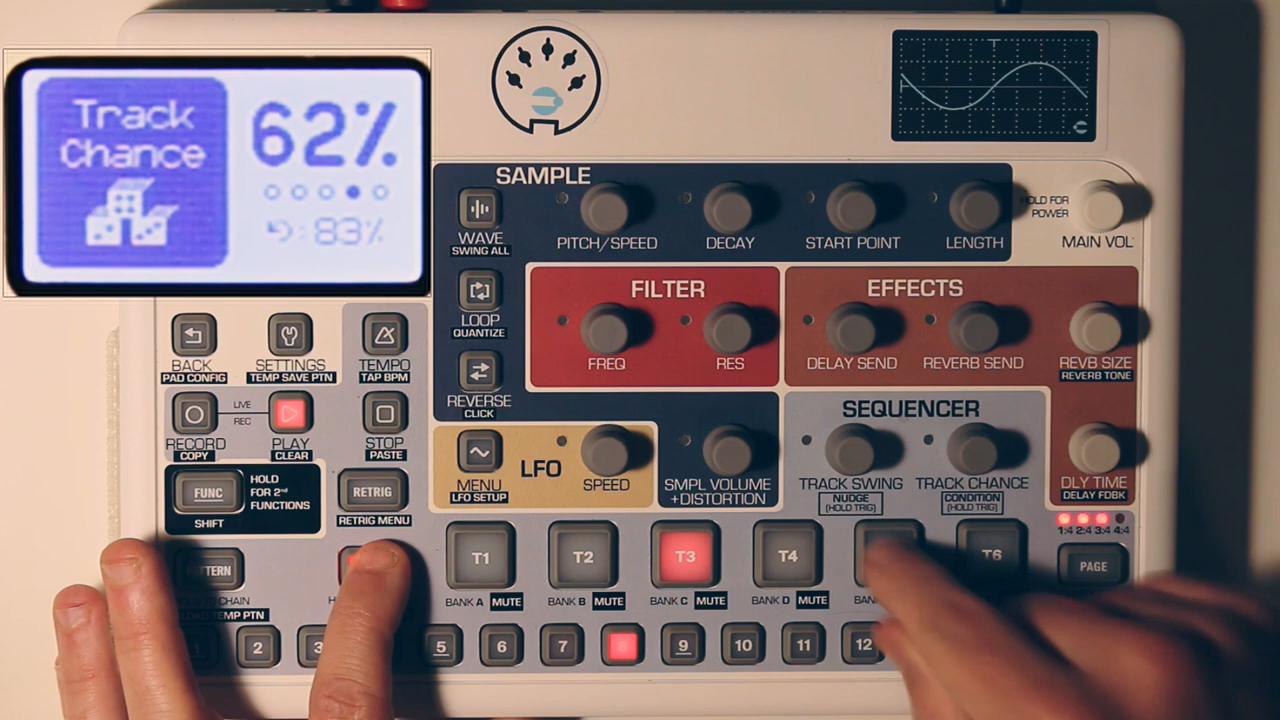 Track
Chance
62%
83%
SAMPLE
WAVE
SWING ALL
PITCH/SPEED
DECAY
START POINT
LENGTH
HOLD FOR
POWER
MAIN VOL
FILTER
EFFECTS
LOOP
QUANTIZE
FREQ
RES
DELAY SEND
REVERB SEND
REVB SIZE
REVERB TONE
BACK
PAD CONFIG
SETTINGS
TEMP SAVE PTN
TEMPO
TAP BPM
REVERSE
CLICK
RECORD
COPY
LIVE
REC
PLAY
CLEAR
STOP
PASTE
MENU
LFO SETUP
LFO
SPEED
SMPL VOLUME
+DISTORTION
SEQUENCER
TRACK SWING
NUDGE
[HOLD TRIG]
TRACK CHANCE
CONDITION
[HOLD TRIG]
DLY TIME
DELAY FDBK
FUNC
SHIFT
HOLD
FOR 2nd
FUNCTIONS
RETRIG
RETRIG MENU
1:4 2:4 3:4 4:4
T1
T2
T3
T4
T6
PAGE
BANK A MUTE
BANK B MUTE
BANK C MUTE
BANK D MUTE
CHAIN
TEMP PTN
2
3
5
6
7
8
9
10
11
12